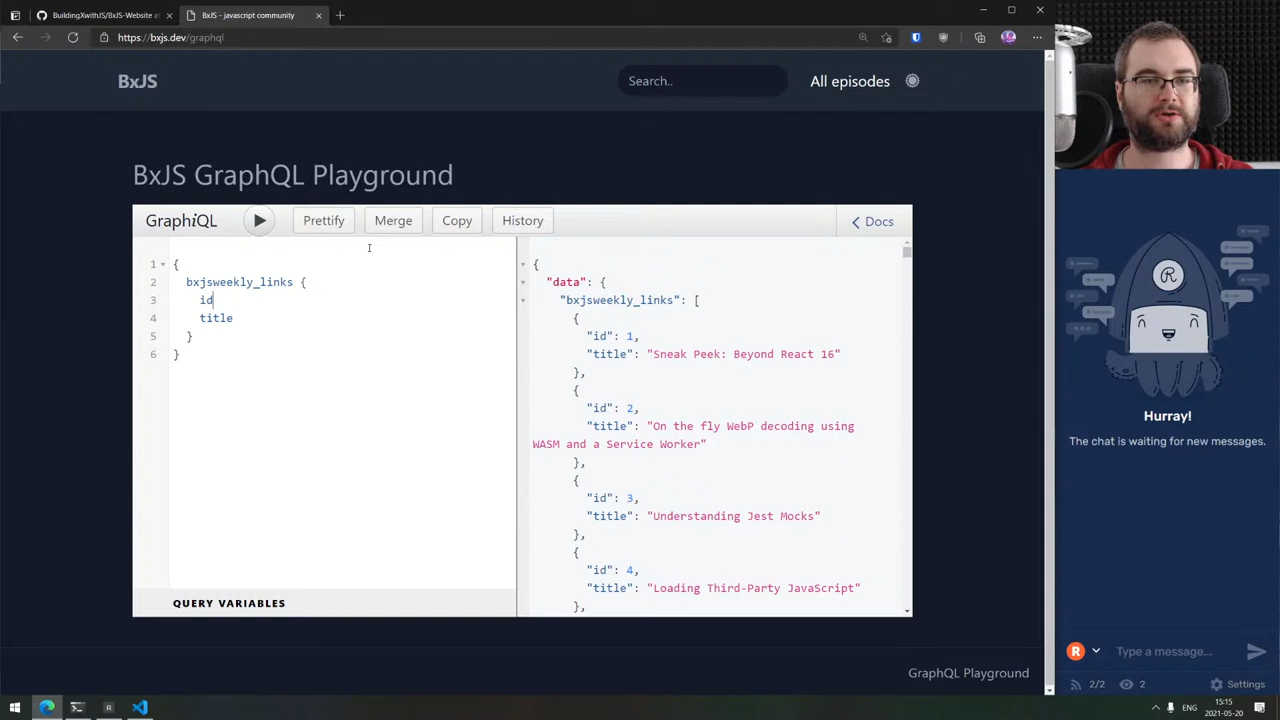 BuildingXwithJS/BxJS-Website at
BxJS - javascript community
https://bxjs.dev/graphql
BxJS
Search..
All episodes
BxJS GraphQL Playground
GraphiQL
Prettify
Merge
Copy
History
Docs
1 {
2 bxjsweekly_links {
3 id
4 title
5 }
6 }
{
"data": {
"bxjsweekly_links": [
{
"id": 1,
"title": "Sneak Peek: Beyond React 16"
},
{
"id": 2,
"title": "On the fly WebP decoding using
WASM and a Service Worker"
},
{
"id": 3,
"title": "Understanding Jest Mocks"
},
{
"id": 4,
"title": "Loading Third-Party JavaScript"
},
QUERY VARIABLES
GraphQL Playground
R
Hurray!
The chat is waiting for new messages.
R
Type a message...
2/2
2
Settings
R
ENG
15:15
2021-05-20